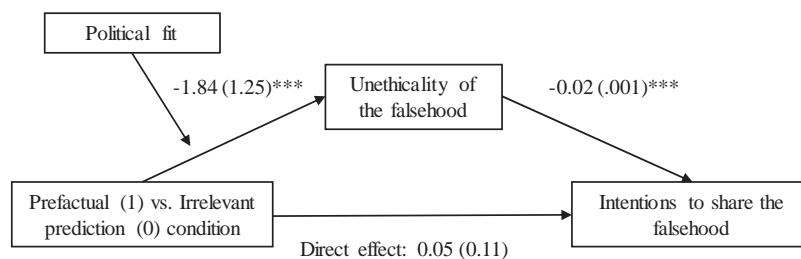 Political fit
-1.84 (1.25)***
Unethicality of
the falsehood
-0.02 (.001)***
Prefactual (1) vs. Irrelevant
prediction (0) condition
Intentions to share the
falsehood
Direct effect: 0.05 (0.11)